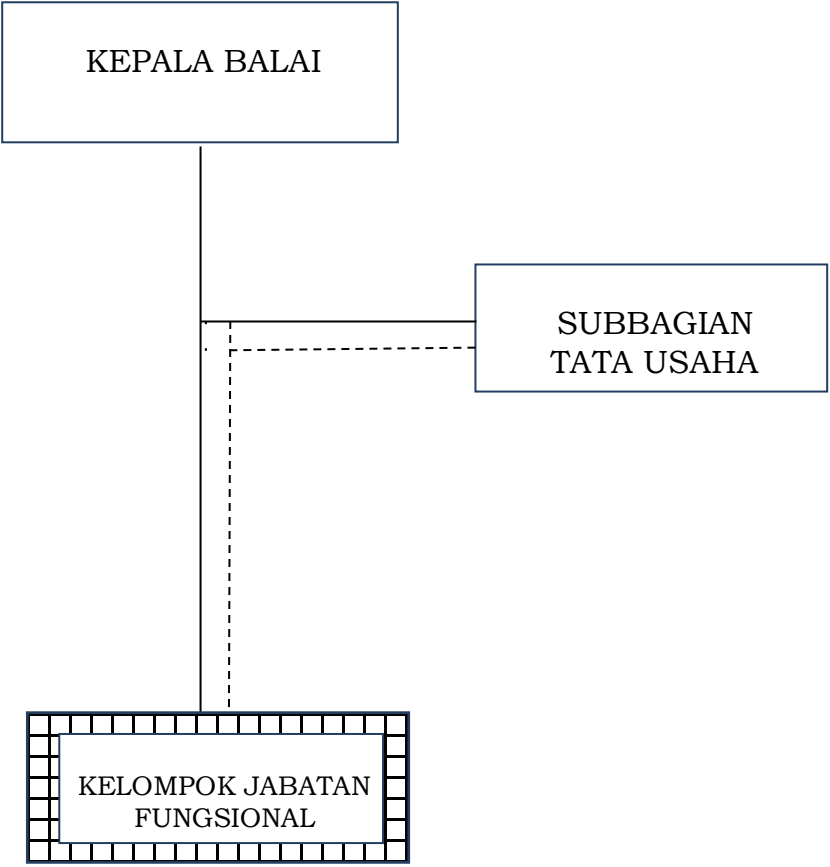 KEPALA BALAI
SUBBAGIAN
TATA USAHA
KELOMPOK JABATAN
FUNGSIONAL